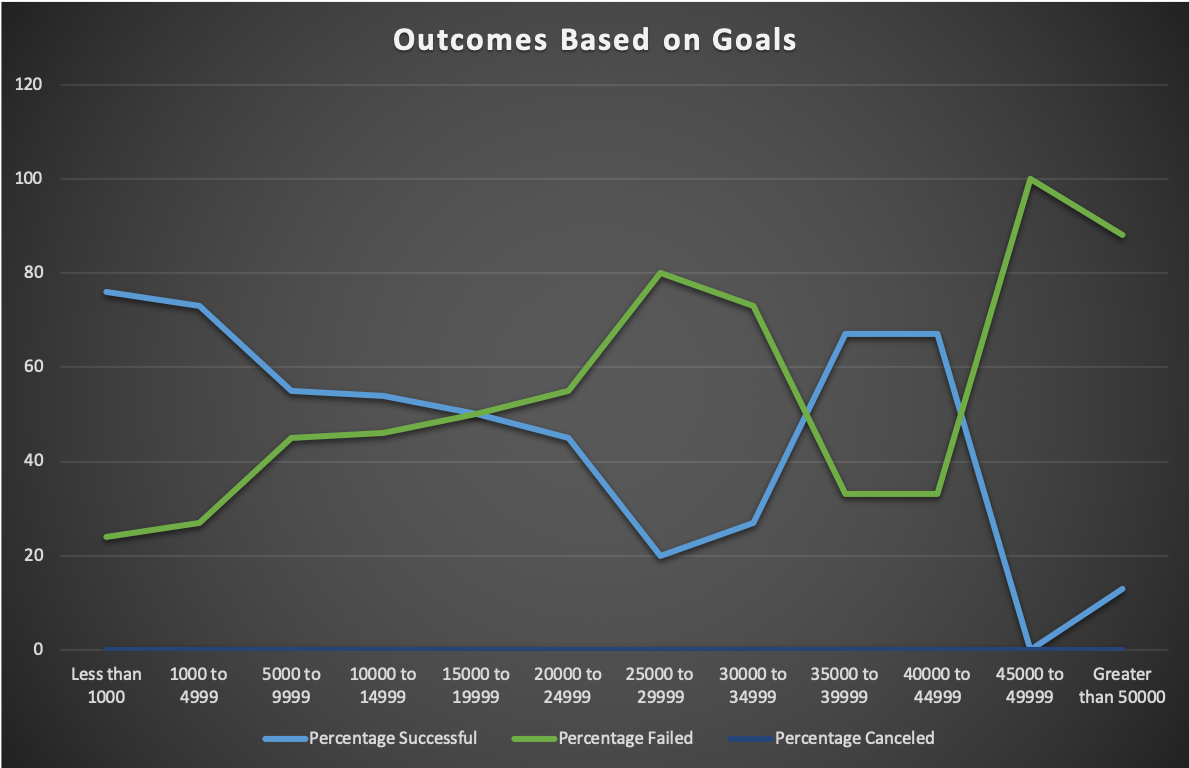 Outcomes Based on Goals
120
100
80
60
40
20
0
Less than 1000 to 5000 to 10000 to 15000 to 20000 to 25000 to 30000 to 35000 to 40000 to 45000 to Greater
1000 4999 9999 14999 19999 24999 29999 34999 39999 44999 49999 than 50000
Percentage Successful Percentage Failed Percentage Canceled